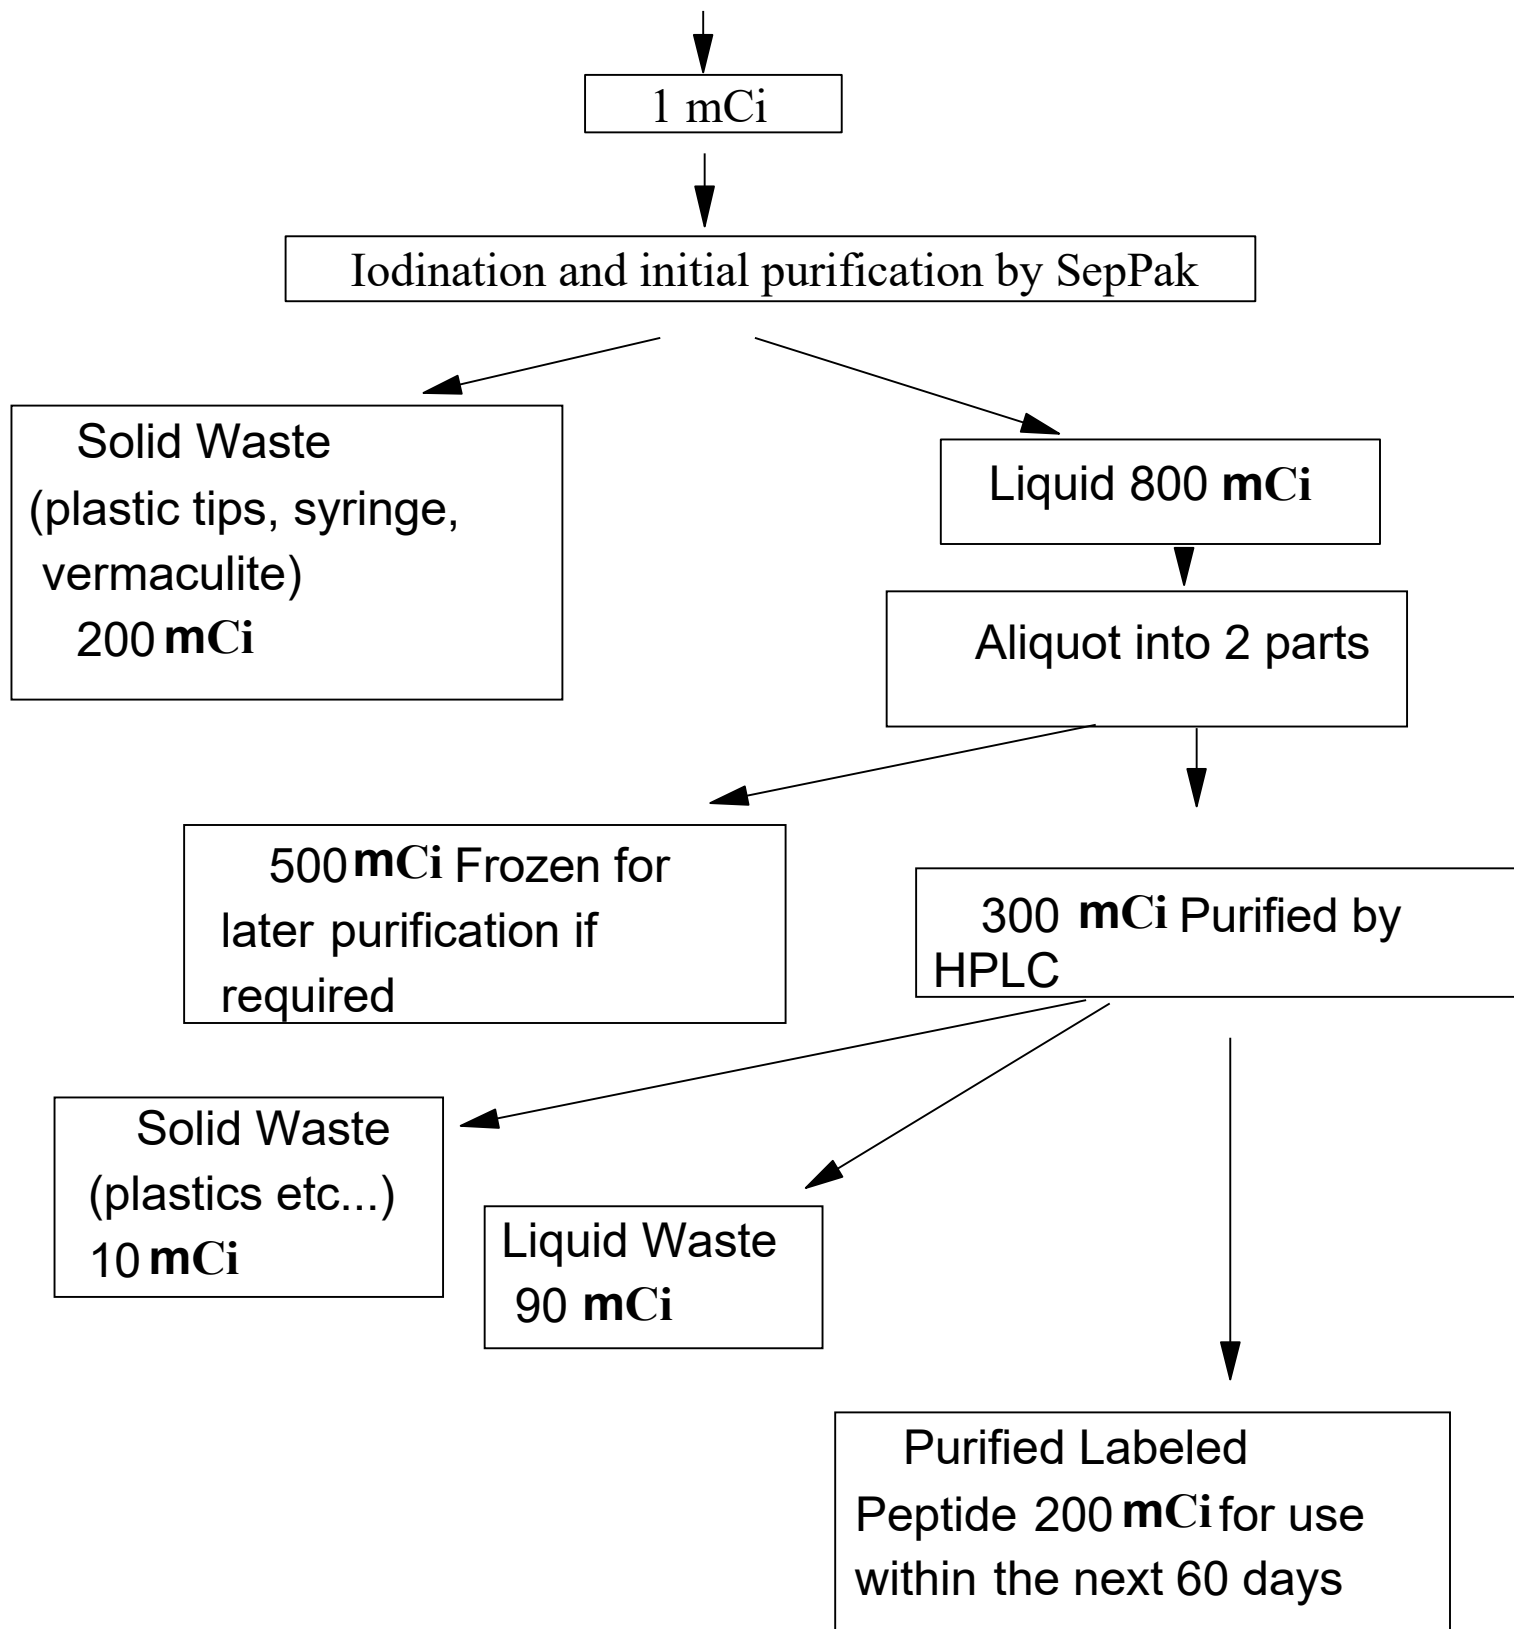 1 mCi
Iodination and initial purification by SepPak
Solid Waste
(plastic tips, syringe,
vermaculite)
200 mCi
Liquid 800 mCi
Aliquot into 2 parts
500 mCi Frozen for
later purification if
required
300 mCi Purified by
HPLC
Solid Waste
(plastics etc...)
10 mCi
Liquid Waste
90 mCi
Purified Labeled
Peptide 200 mCi for use
within the next 60 days